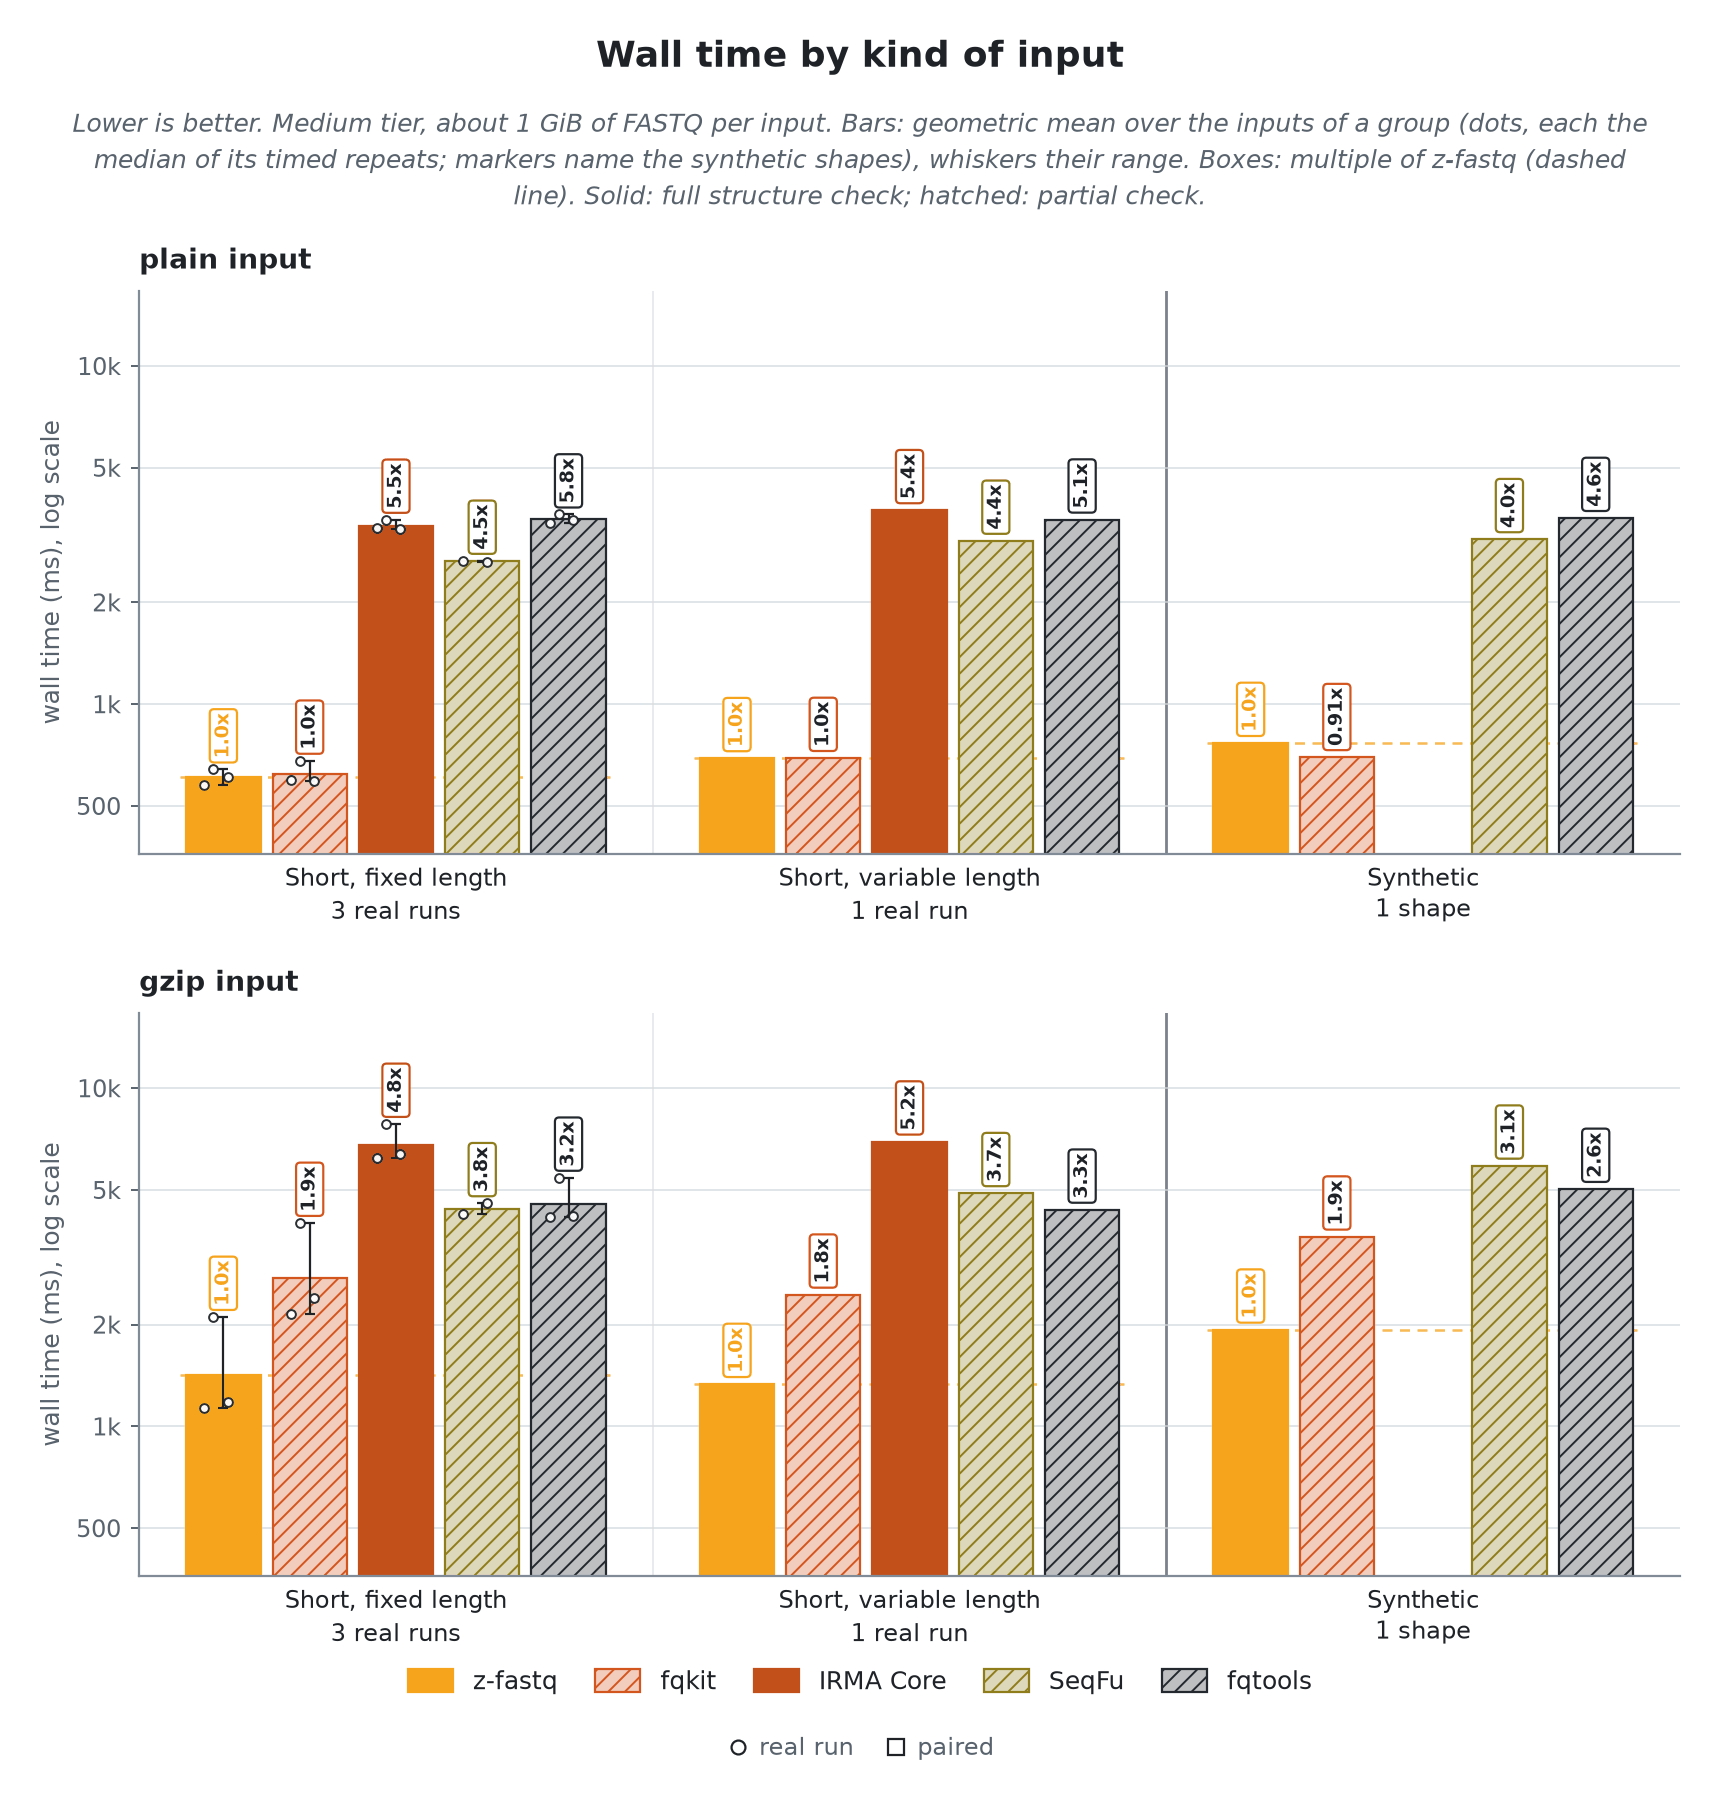 Wall time by kind of input
Lower is better. Medium tier, about 1 GiB of FASTQ per input. Bars: geometric mean over the inputs of a group (dots, each the
median of its timed repeats; markers name the synthetic shapes), whiskers their range. Boxes: multiple of z-fastq (dashed
line). Solid: full structure check; hatched: partial check.
plain input
wall time (ms), log scale
10k
5k
2k
1k
500
1.0x
1.0x
5.5x
4.5x
5.8x
1.0x
1.0x
5.4x
4.4x
5.1x
1.0x
0.91x
4.0x
4.6x
Short, fixed length
3 real runs
Short, variable length
1 real run
Synthetic
1 shape
gzip input
wall time (ms), log scale
10k
5k
2k
1k
500
1.0x
1.9x
4.8x
3.8x
3.2x
1.0x
1.8x
5.2x
3.7x
3.3x
1.0x
1.9x
3.1x
2.6x
Short, fixed length
3 real runs
Short, variable length
1 real run
Synthetic
1 shape
z-fastq
fqkit
IRMA Core
SeqFu
fqtools
real run
paired